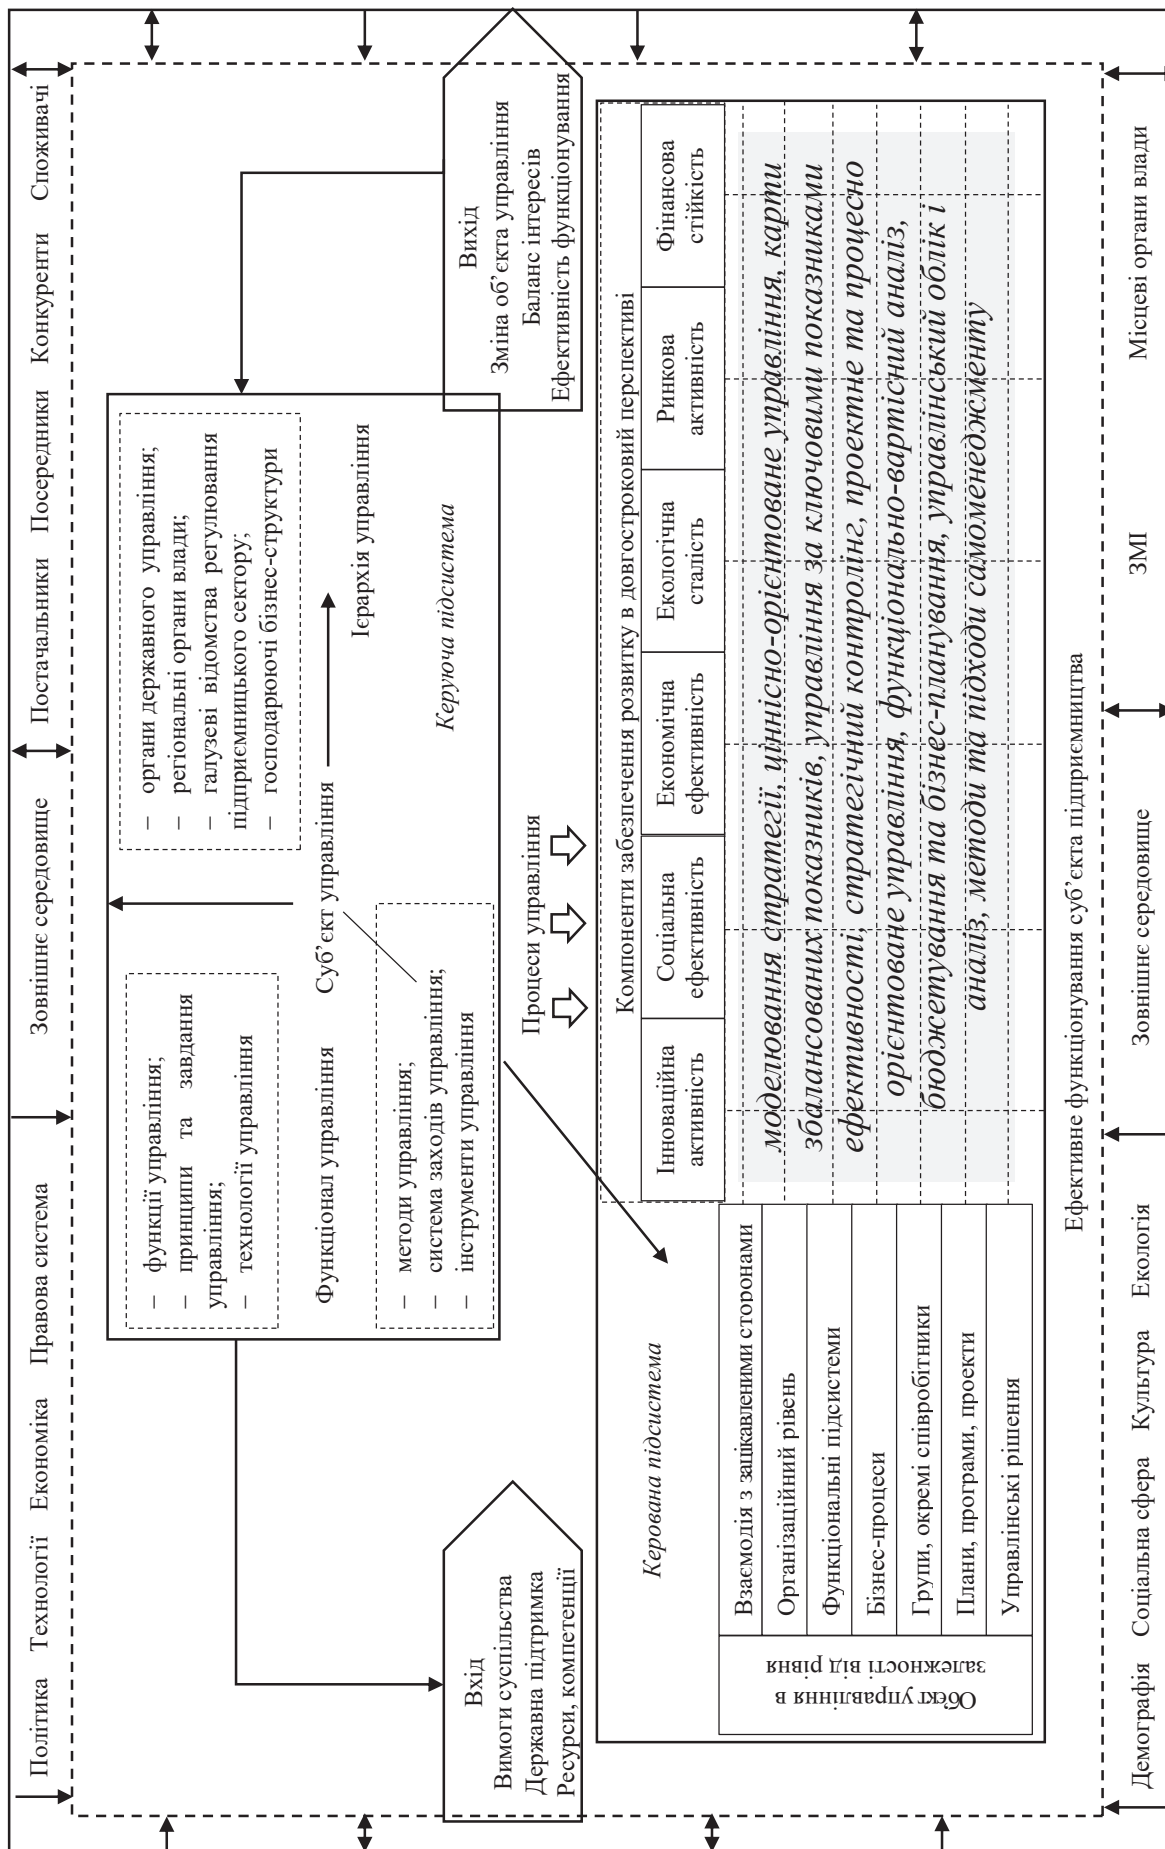 Політика Технології Економіка Правова система Зовнішнє середовище Постачальники Посередники Конкуренти Споживачі
– функції управління;
– принципи та завдання
управління;
– технології управління
– органи державного управління;
– регіональні органи влади;
– галузеві відомства регулювання
підприємницького сектору;
– господарюючі бізнес-структури
Функціонал управління
Суб’єкт управління
Ієрархія управління
– методи управління;
– система заходів управління;
– інструменти управління
Керуюча підсистема
Вхід
Вимоги суспільства
Державна підтримка
Ресурси, компетенції
Процеси управління
Вихід
Зміна об’єкта управління
Баланс інтересів
Ефективність функціонування
Керована підсистема
Компоненти забезпечення розвитку в довгостроковій перспективі
Інноваційна
активність
Соціальна
ефективність
Економічна
ефективність
Екологічна
сталість
Ринкова
активність
Фінансова
стійкість
Об’єкт управління в
залежності від рівня
Взаємодія з зацікавленими сторонами
Організаційний рівень
Функціональні підсистеми
Бізнес-процеси
Групи, окремі співробітники
Плани, програми, проекти
Управлінські рішення
моделювання стратегії, ціннісно-орієнтоване управління, карти
збалансованих показників, управління за ключовими показниками
ефективності, стратегічний контролінг, проектне та процесно
орієнтоване управління, функціонально-вартісний аналіз,
бюджетування та бізнес-планування, управлінський облік і
аналіз, методи та підходи самоменеджменту
Ефективне функціонування суб’єкта підприємництва
Демографія Соціальна сфера Культура Екологія Зовнішнє середовище ЗМІ Місцеві органи влади